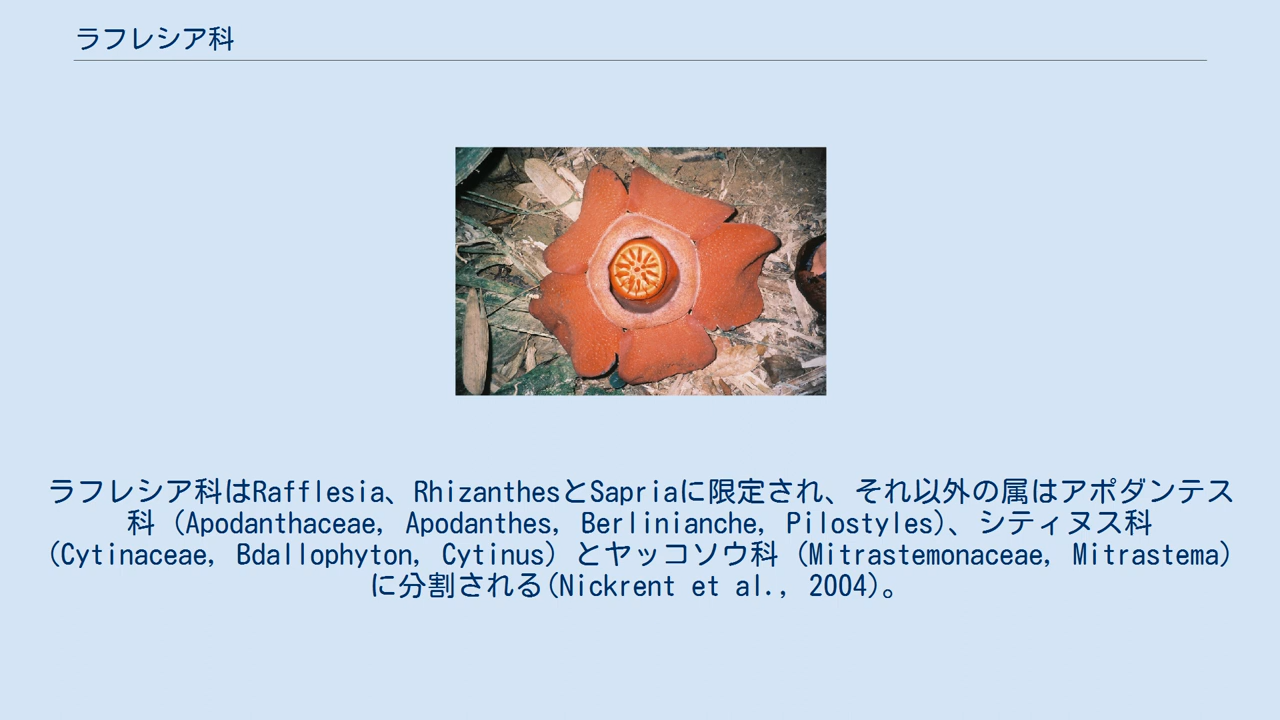 ラフレシア科
ラフレシア科はRafflesia、RhizanthesとSapriaに限定され、それ以外の属はアポダンテス
科 (Apodanthaceae, Apodanthes, Berlinianche, Pilostyles)、シティヌス科
(Cytinaceae, Bdallophyton, Cytinus) とヤッコソウ科 (Mitrastemonaceae, Mitrastema)
に分割される(Nickrent et al., 2004)。